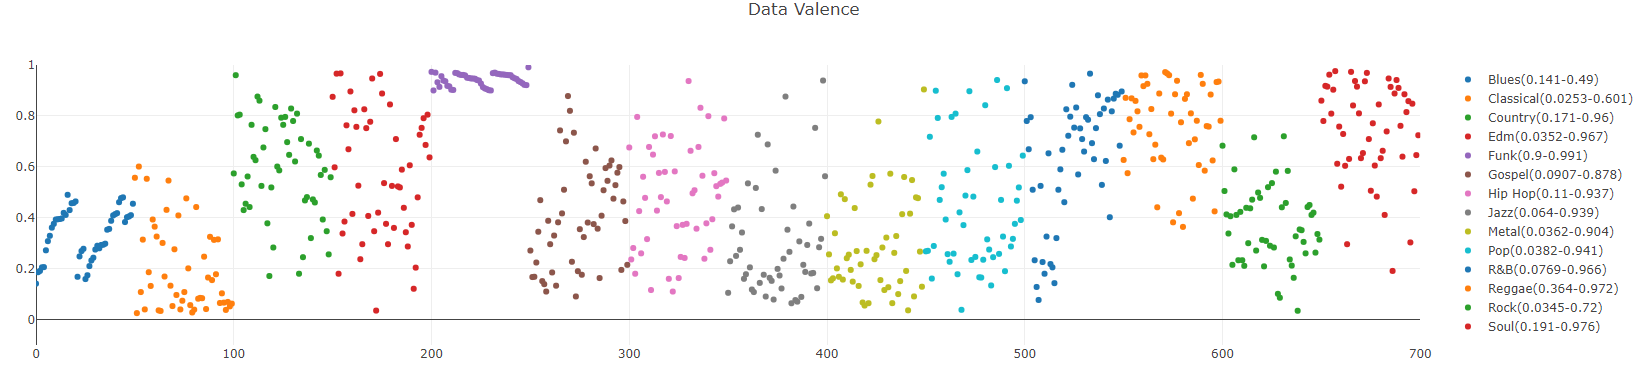 Data Valence
1
0.8
0.6
0.4
0.2
0
0
100
200
300
400
500
600
700
Blues(0.141-0.49)
Classical(0.0253-0.601)
Country(0.171-0.96)
Edm(0.0352-0.967)
Funk(0.9-0.991)
Gospel(0.0907-0.878)
Hip Hop(0.11-0.937)
Jazz(0.064-0.939)
Metal(0.0362-0.904)
Pop(0.0382-0.941)
R&B(0.0769-0.966)
Reggae(0.364-0.972)
Rock(0.0345-0.72)
Soul(0.191-0.976)